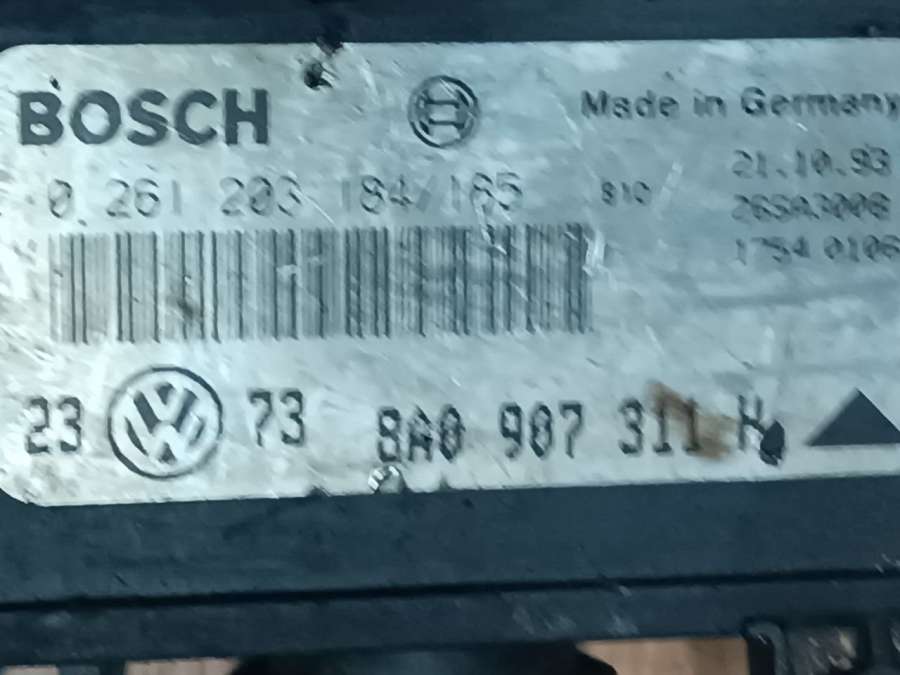 BOSCH
Made in Germany
0 261 203 184/185
810
21.10.93
26SA3006
1754 0106
23 73 8A0 907 311 H